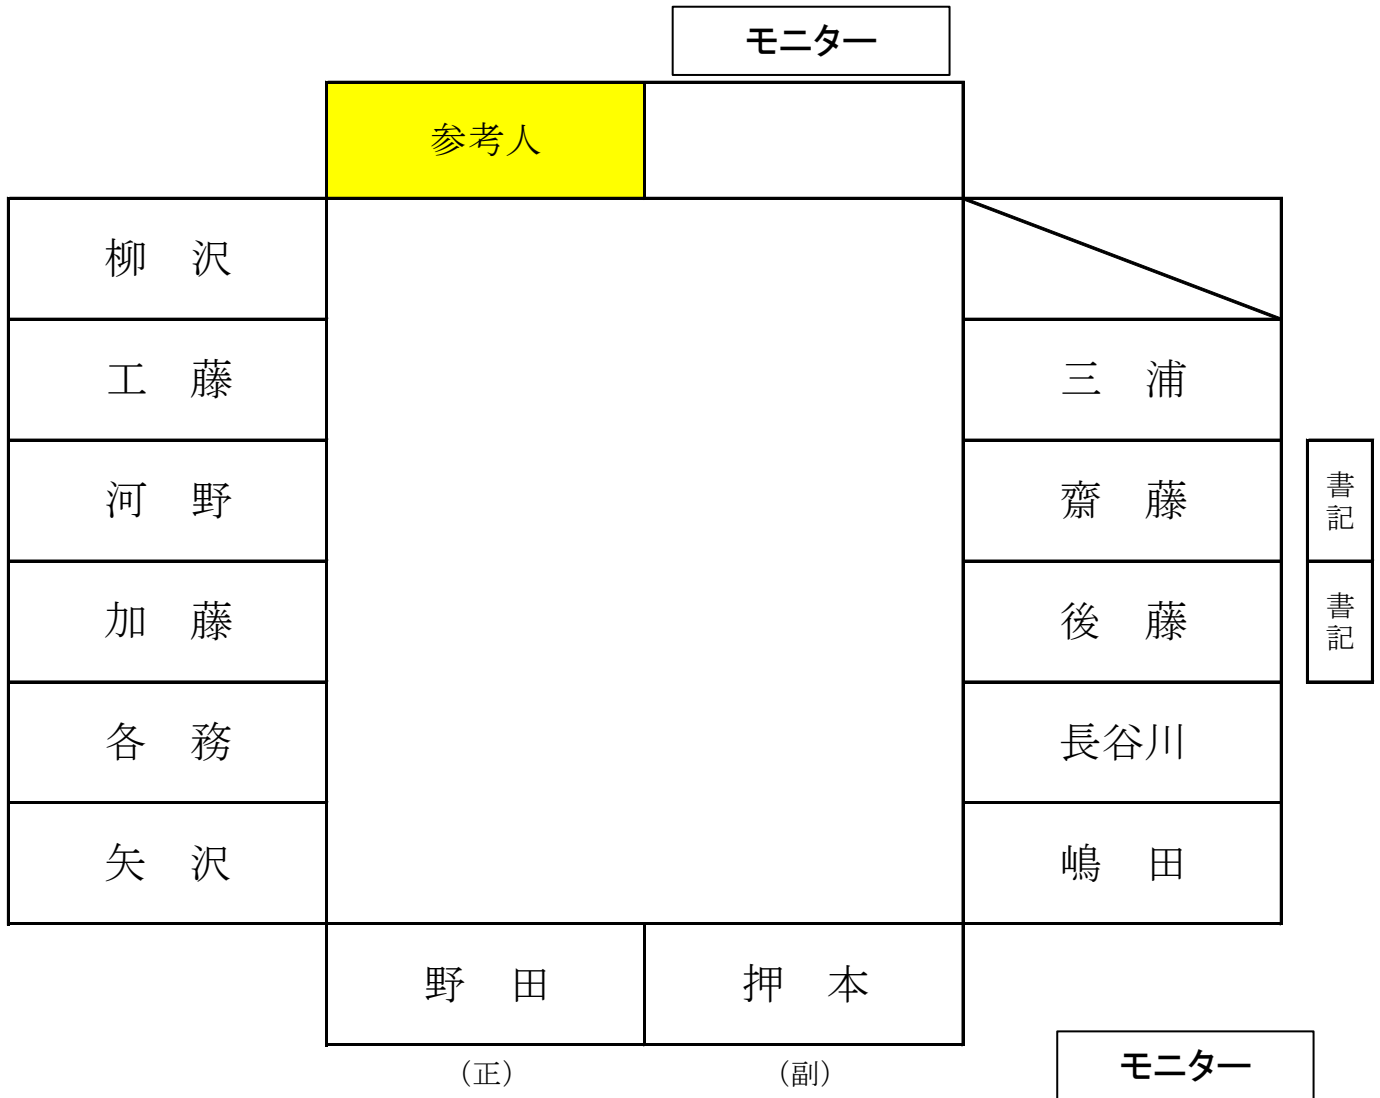 モニター
参考人
柳　沢
工　藤　三　浦
河　野　齋　藤　書記
加　藤　後　藤　書記
各　務　長谷川
矢　沢　嶋　田
野　田　押　本
（正）　（副）
モニター